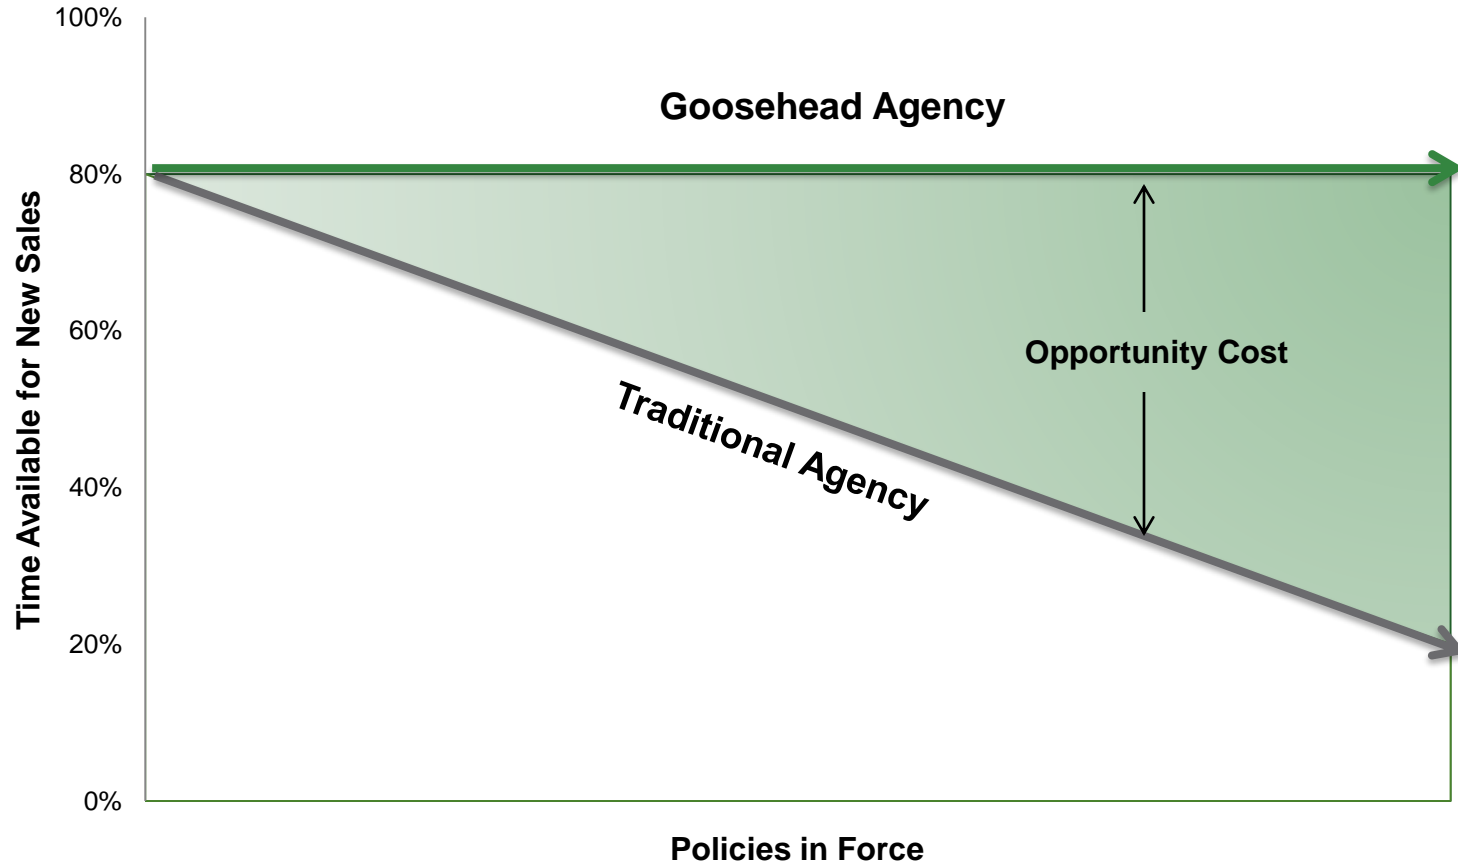 100%
Goosehead Agency
80%
Time Available for New Sales
60%
Opportunity Cost
Traditional Agency
40%
20%
0%
Policies in Force